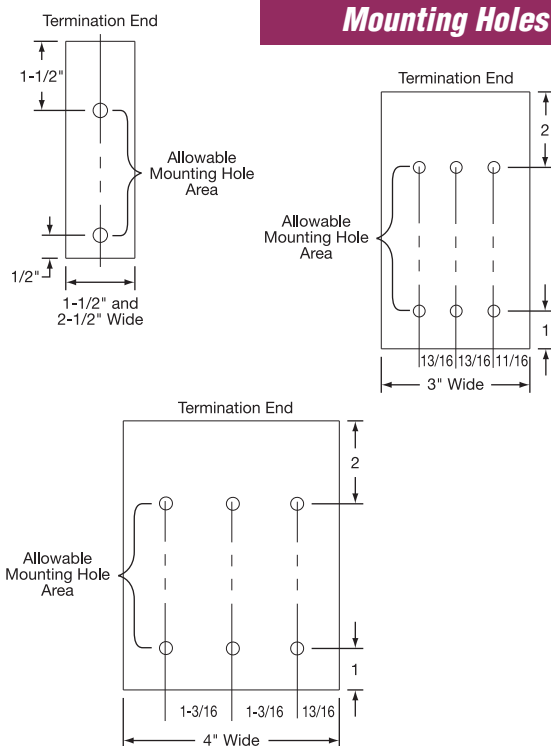 Mounting Holes
Termination End
1-1/2"
Allowable
Mounting Hole
Area
1/2"
1-1/2" and
2-1/2" Wide
Termination End
2
Allowable
Mounting Hole
Area
1
13/16 13/16 11/16
3" Wide
Termination End
2
Allowable
Mounting Hole
Area
1
1-3/16 1-3/16 13/16
4" Wide